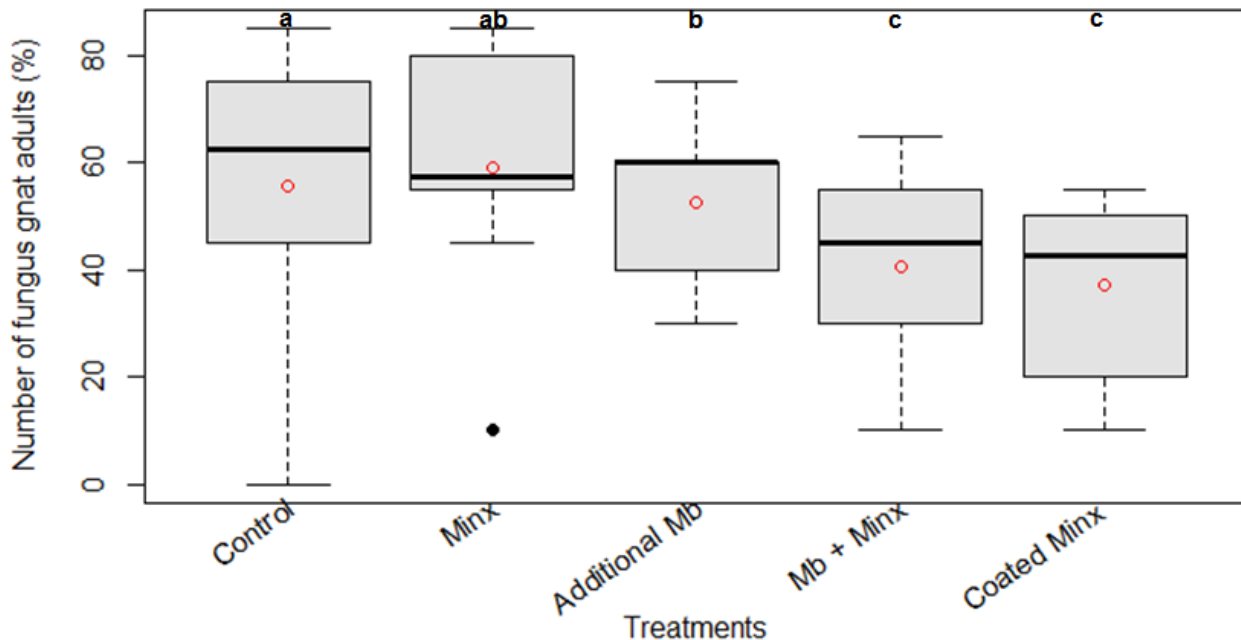 a ab b c c
Number of fungus gnat adults (%)
80
60
40
20
0
Control Minx Additional Mb Mb + Minx Coated Minx
Treatments